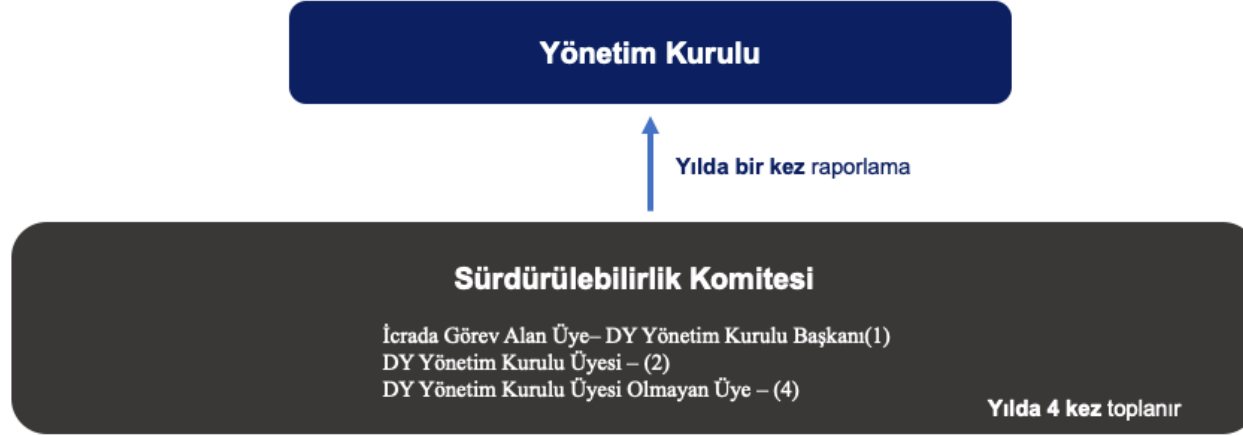 Yönetim Kurulu
Yılda bir kez raporlama
Sürdürülebilirlik Komitesi
İcrada Görev Alan Üye– DY Yönetim Kurulu Başkanı(1)
DY Yönetim Kurulu Üyesi – (2)
DY Yönetim Kurulu Üyesi Olmayan Üye – (4)
Yılda 4 kez toplanır